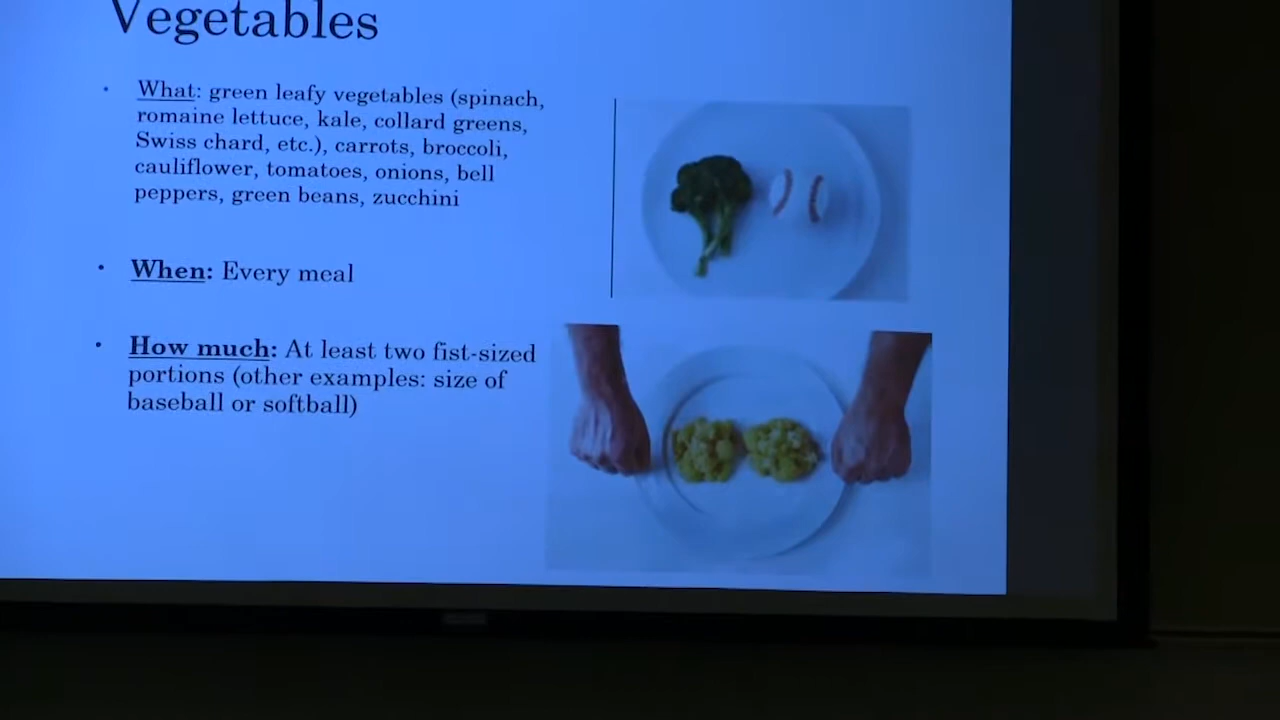 Vegetables
• What: green leafy vegetables (spinach,
romaine lettuce, kale, collard greens,
Swiss chard, etc.), carrots, broccoli,
cauliflower, tomatoes, onions, bell
peppers, green beans, zucchini
• When: Every meal
• How much: At least two fist-sized
portions (other examples: size of
baseball or softball)